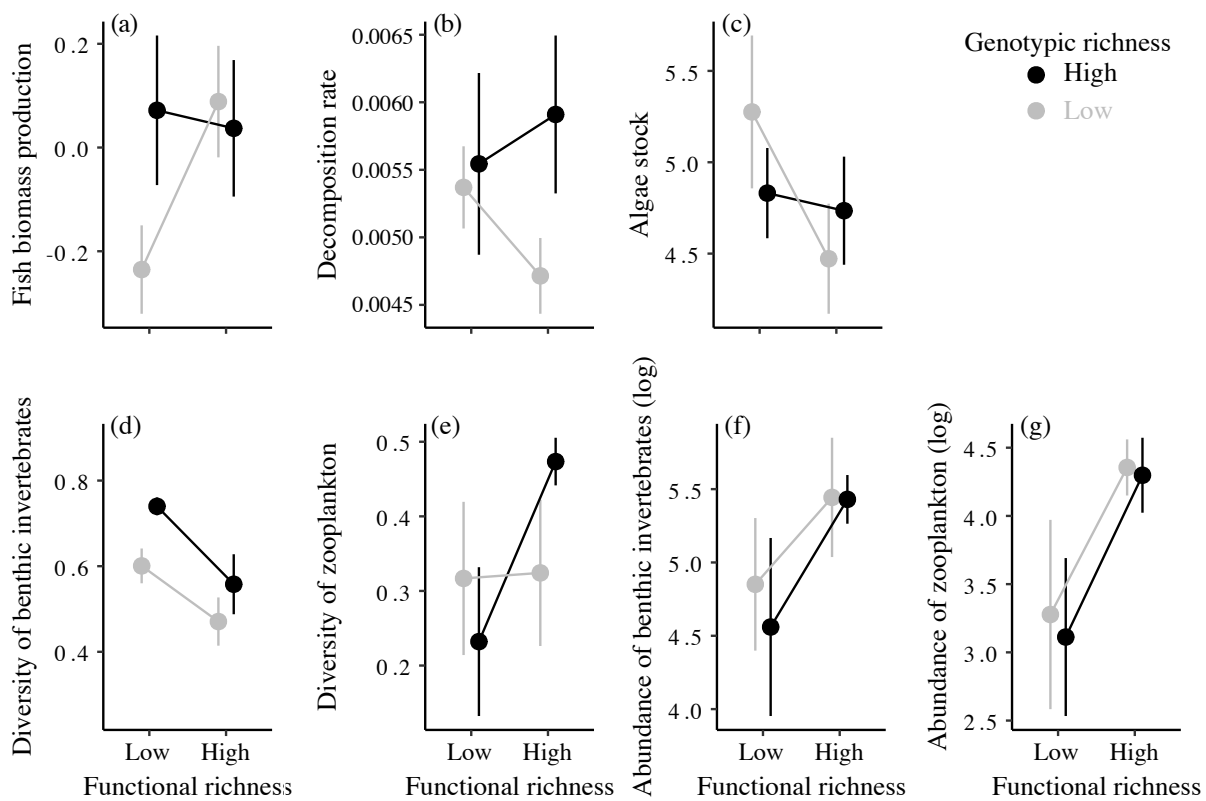 (a)
Fish biomass production
0.2
0.0
-0.2
(b)
Decomposition rate
0.0065
0.0060
0.0055
0.0050
0.0045
(c)
Algae stock
5.5
5.0
4.5
Genotypic richness
High
Low
(d)
Diversity of benthic invertebrates
0.8
0.6
0.4
Low High
Functional richness
(e)
Diversity of zooplankton
0.5
0.4
0.3
0.2
Low High
Functional richness
(f)
Abundance of benthic invertebrates (log)
5.5
5.0
4.5
4.0
Low High
Functional richness
(g)
Abundance of zooplankton (log)
4.5
4.0
3.5
3.0
2.5
Low High
Functional richness